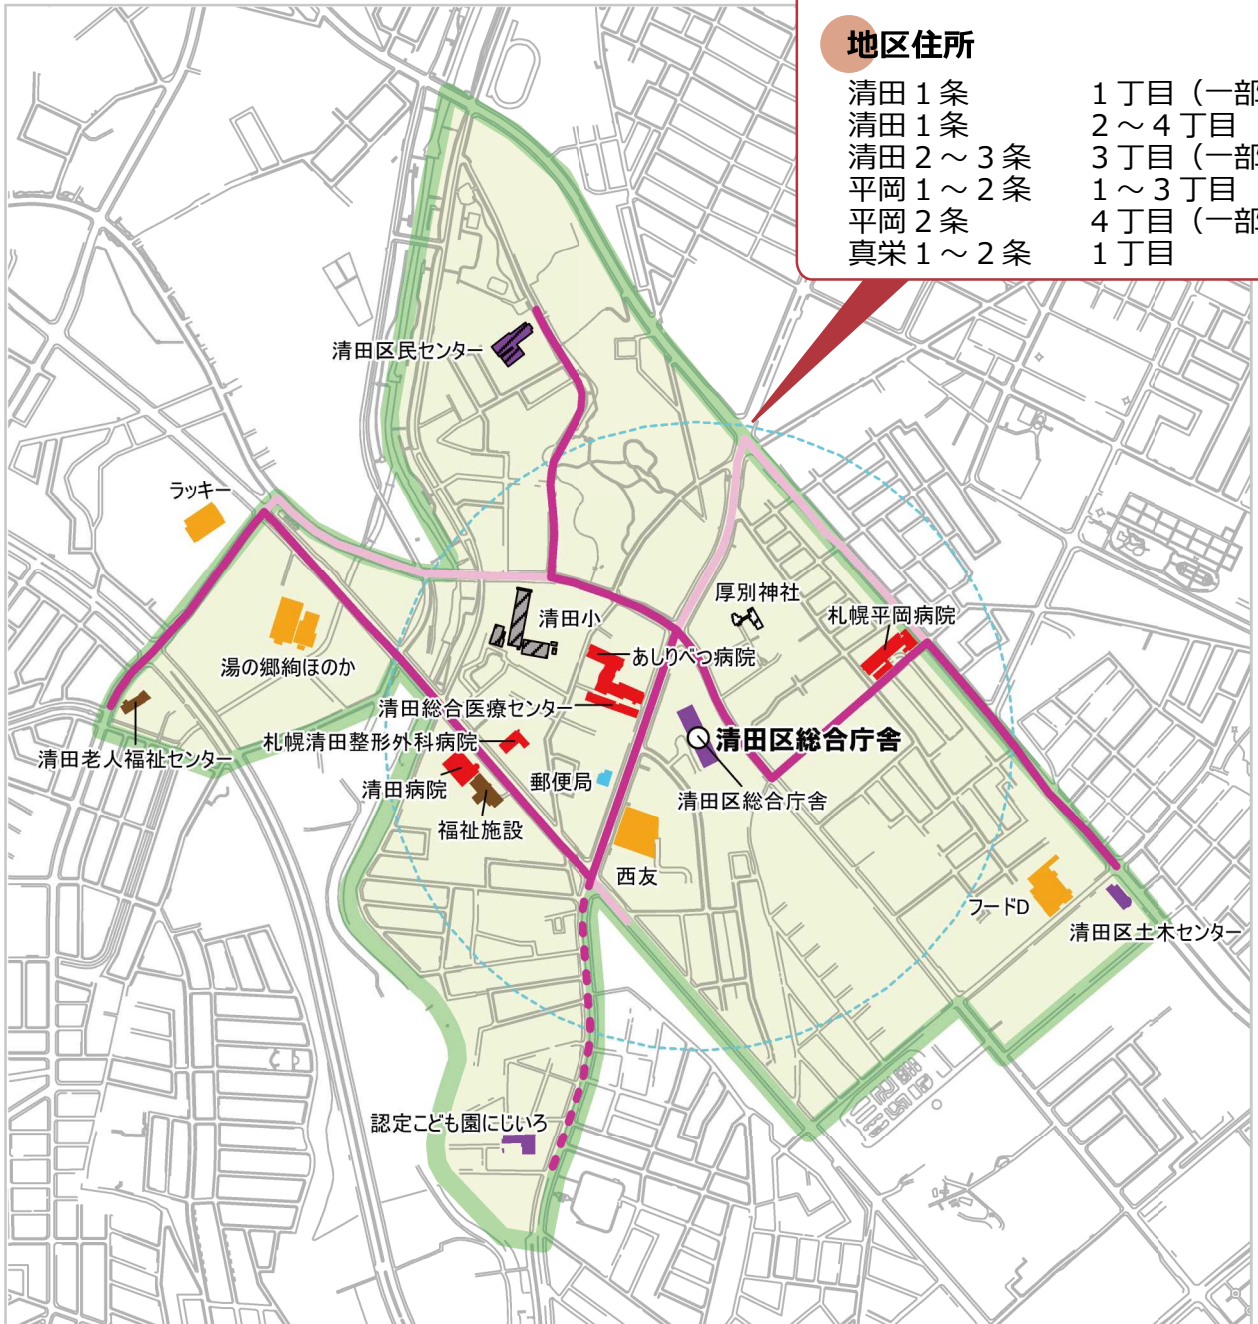 地区住所
清田１条 １丁目（一部
清田１条 ２～４丁目
清田２～３条 ３丁目（一部
平岡１～２条 １～３丁目
平岡２条 ４丁目（一部
真栄１～２条 １丁目
清田区民センター
ラッキー
清田小
厚別神社
札幌平岡病院
湯の郷絢ほのか
あしりべつ病院
清田総合医療センター
清田老人福祉センター
札幌清田整形外科病院
清田区総合庁舎
清田病院
郵便局
清田区総合庁舎
福祉施設
西友
フードD
清田区土木センター
認定こども園にじいろ